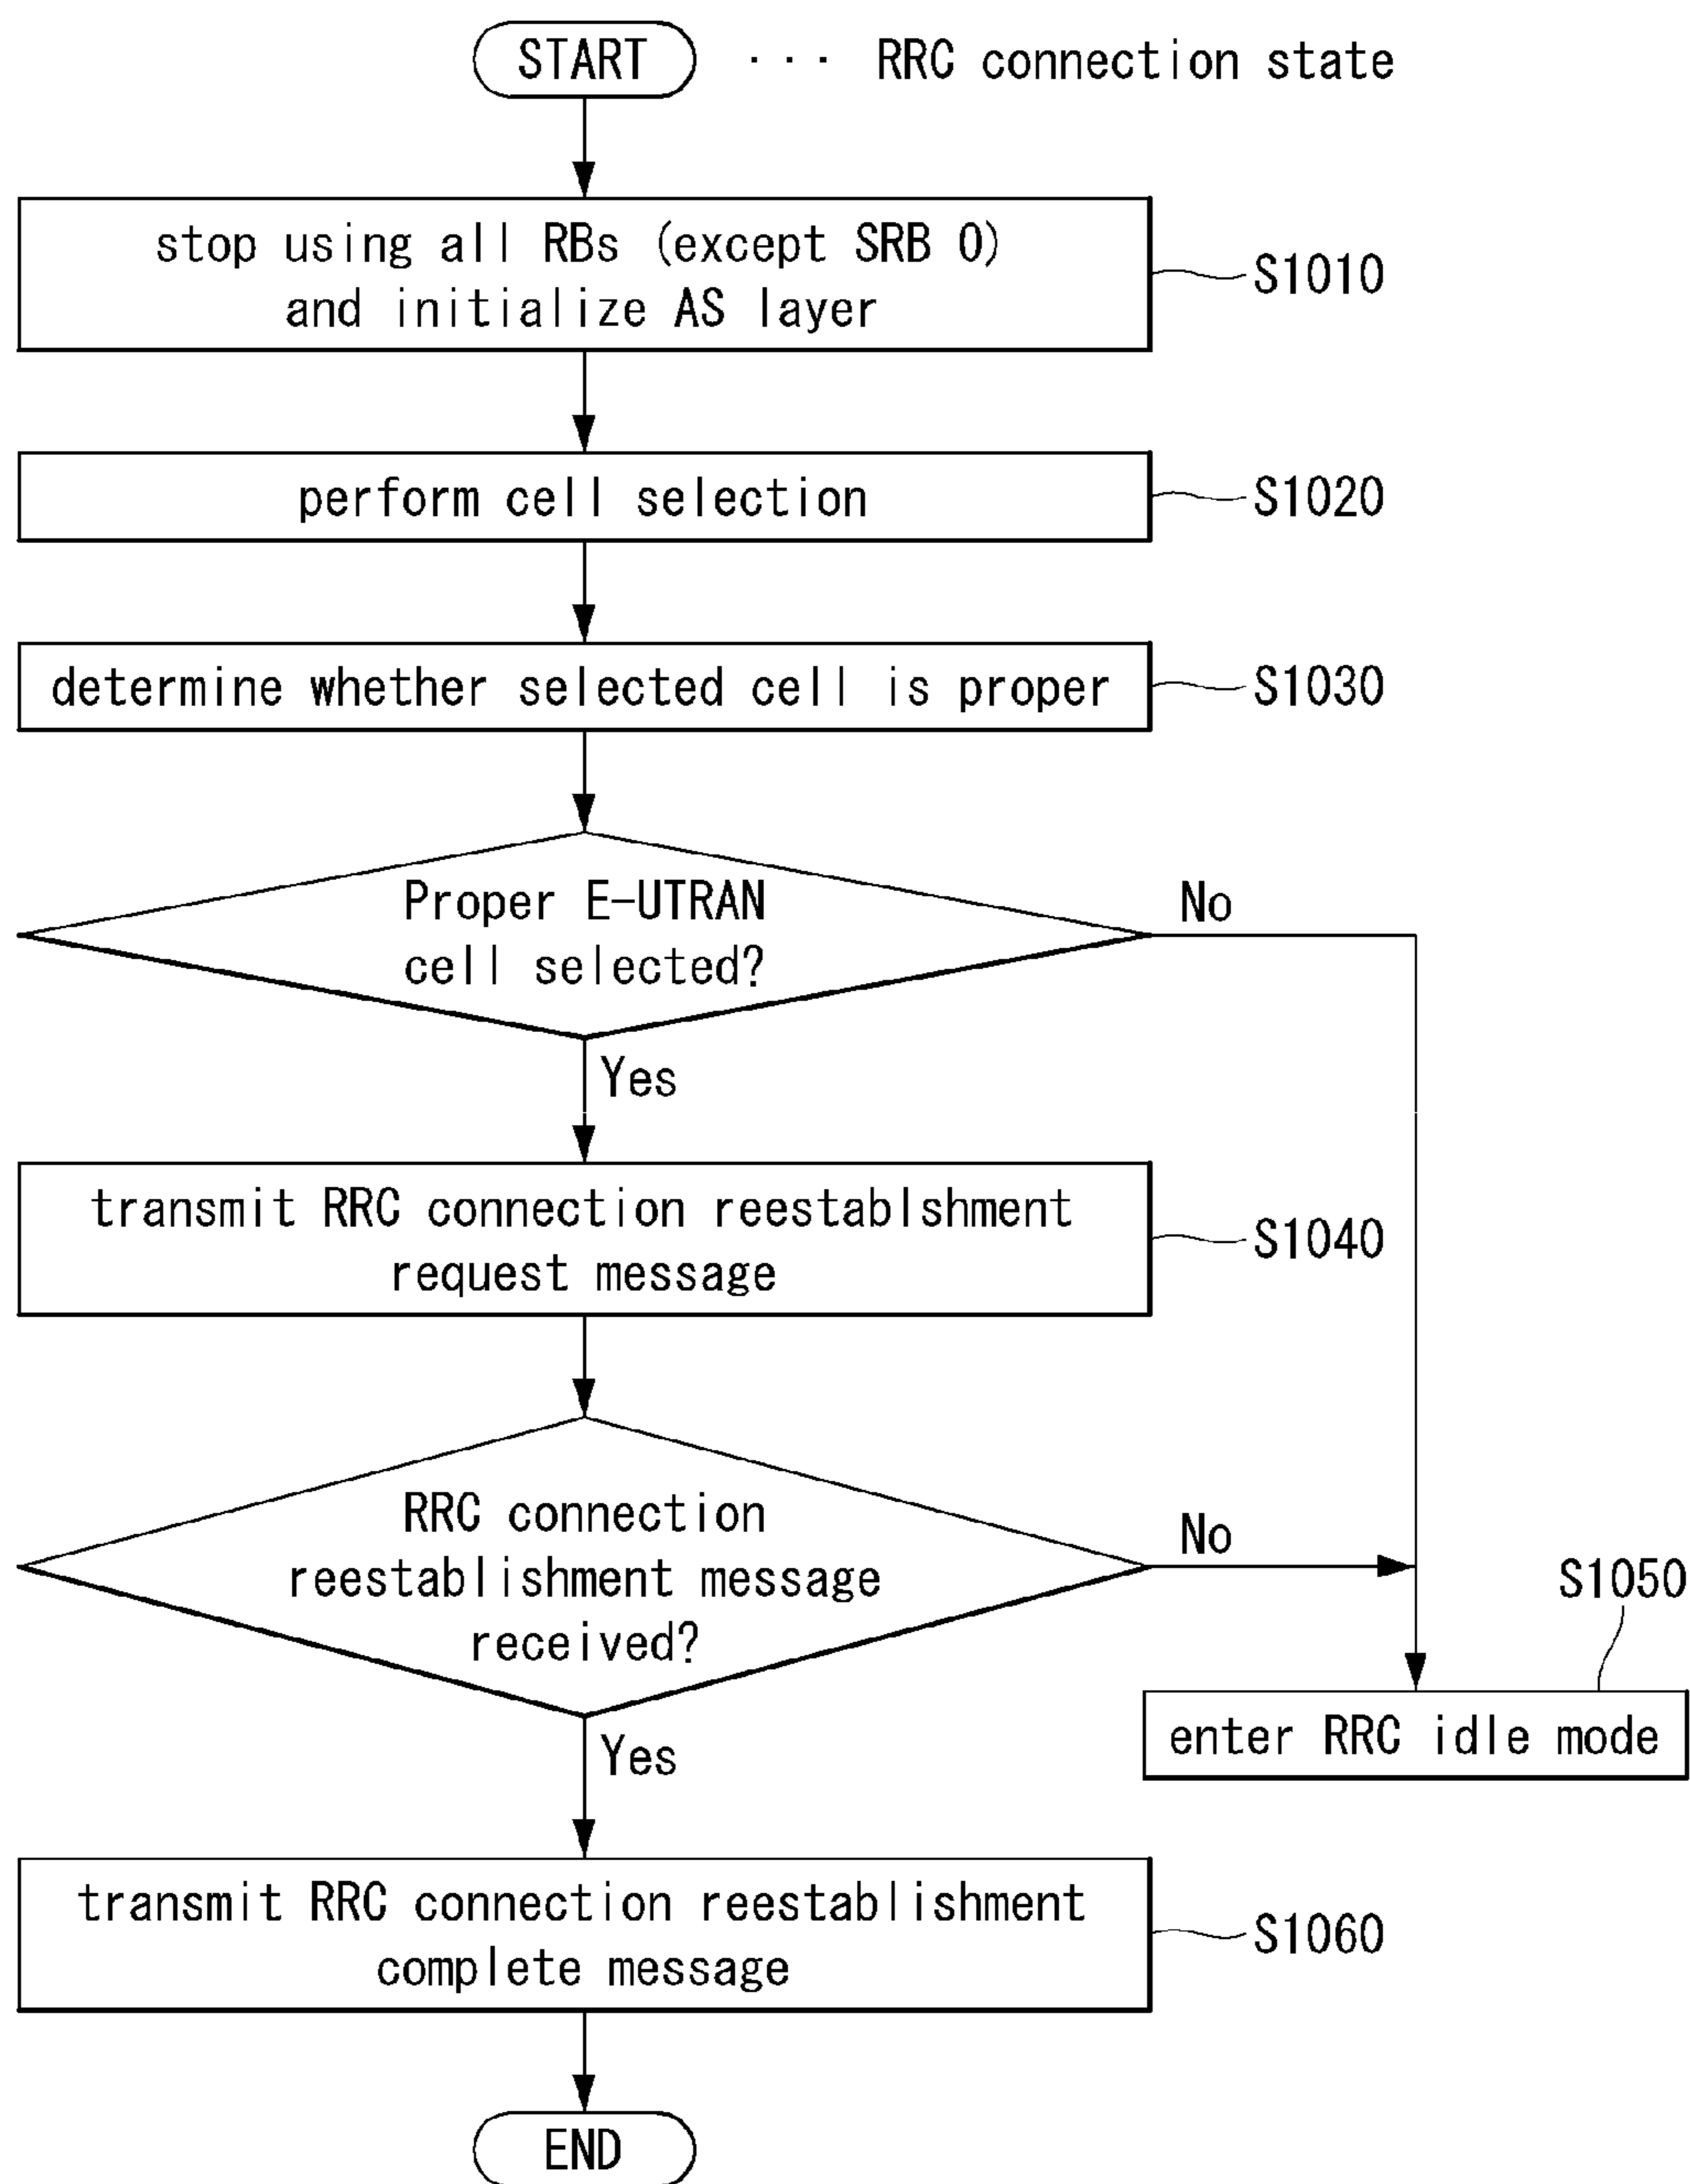 START ... RRC connection state
stop using all RBs (except SRB 0)
and initialize AS layer
S1010
perform cell selection
S1020
determine whether selected cell is proper
S1030
Proper E-UTRAN
cell selected?
No
Yes
transmit RRC connection reestablshment
request message
S1040
RRC connection
reestablishment message
received?
No
S1050
enter RRC idle mode
Yes
transmit RRC connection reestablishment
complete message
S1060
END